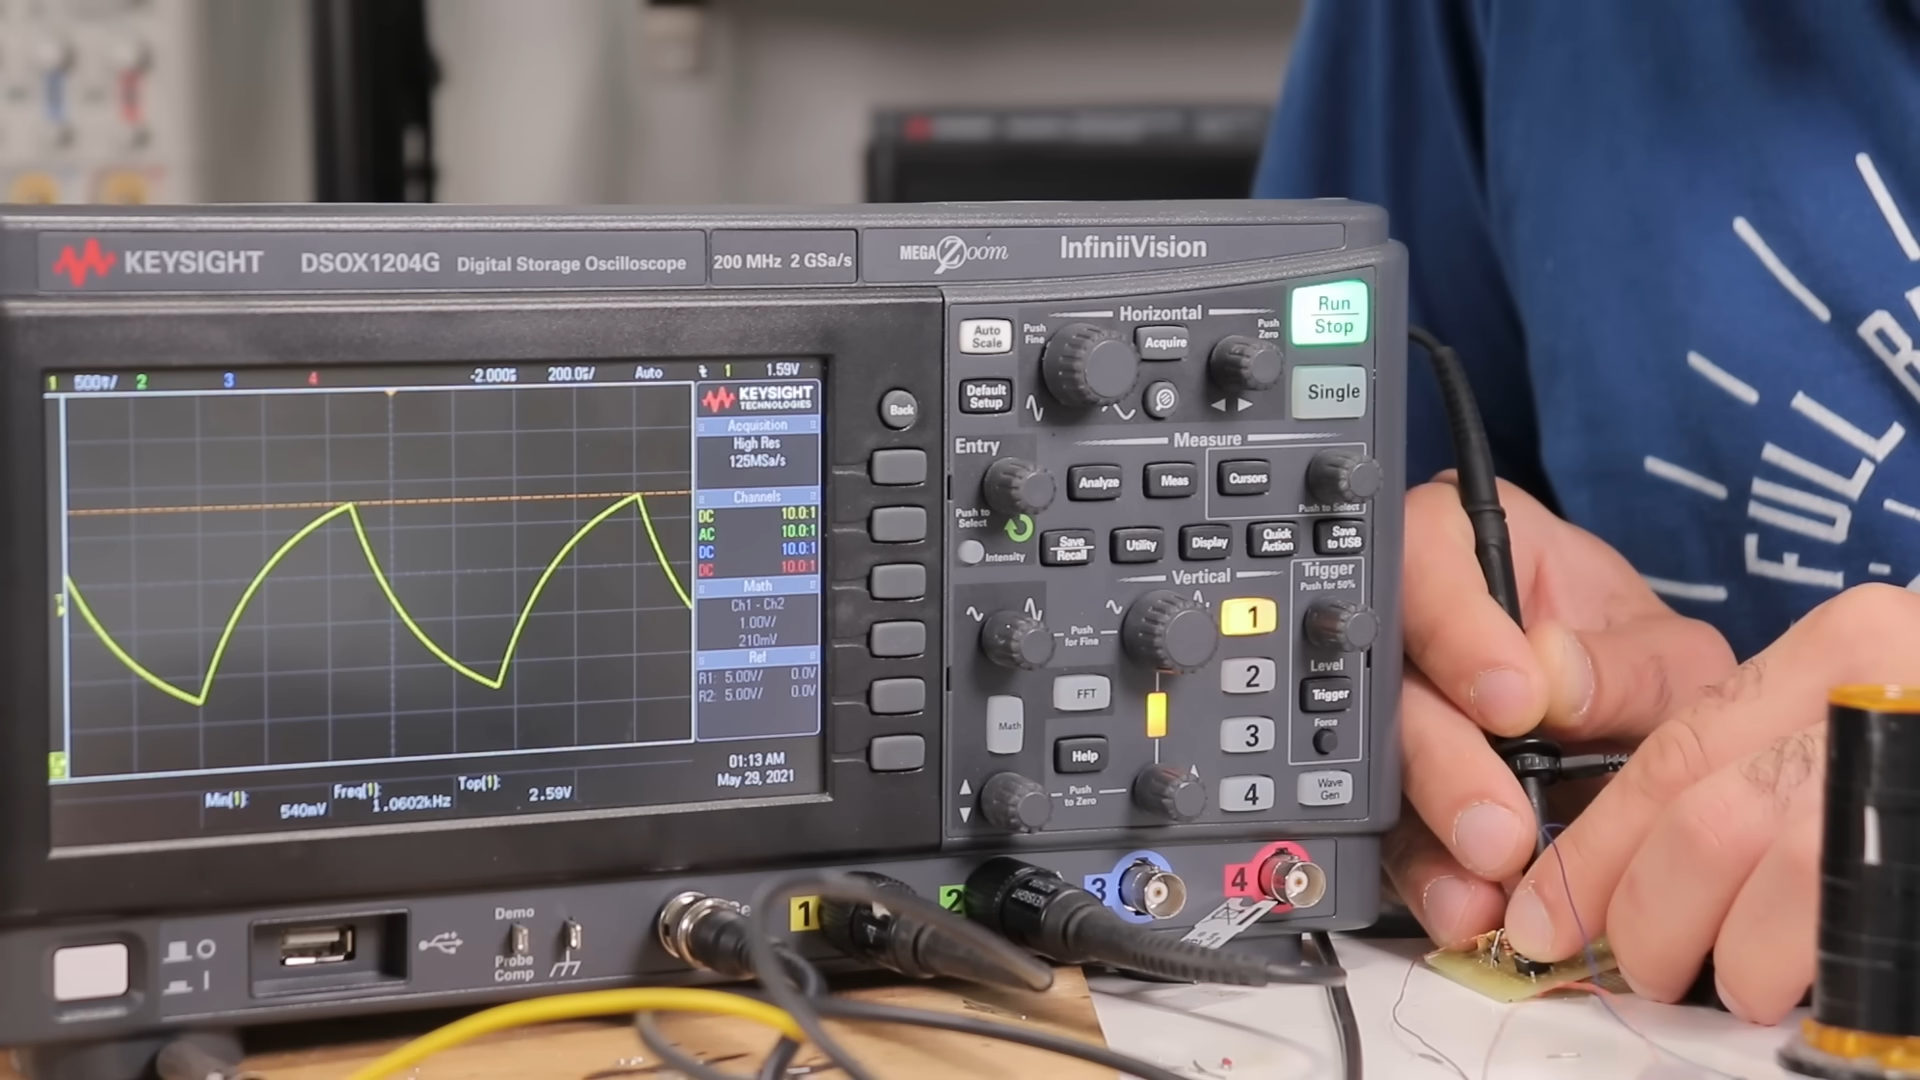 KEYSIGHT DSOX1204G Digital Storage Oscilloscope 200 MHz 2 GSa/s MEGA Zoom InfiniiVision
1 2 3 4 Auto 1 1.59V
KEYSIGHT
TECHNOLOGIES
Acquisition
High Res
125MSa/s
Channels
DC 10.0:1
AC 10.0:1
DC 10.0:1
DC 10.0:1
Math
Ch1 - Ch2
1.00V/
210mV
Ref
R1: 5.00V/ 0.0V
R2: 5.00V/ 0.0V
01:13 AM
May 29, 2021
Min(1): 540mV Freq(1): 1.0602kHz Top(1): 2.59V
Back
Horizontal
Auto
Scale
Push
Fine
Acquire
Push
Zero
Run
Stop
Default
Setup
Single
Entry
Measure
Push to
Select
Analyze
Meas
Cursors
Push to Select
Intensity
Save
Recall
Utility
Display
Quick
Action
Save
to USB
Vertical
Trigger
Push for 50%
Push
for Fine
1
2
3
4
FFT
Math
Help
Push
to Zero
Level
Trigger
Force
Wave
Gen
Demo
Probe
Comp
1
2
3
4
FULL